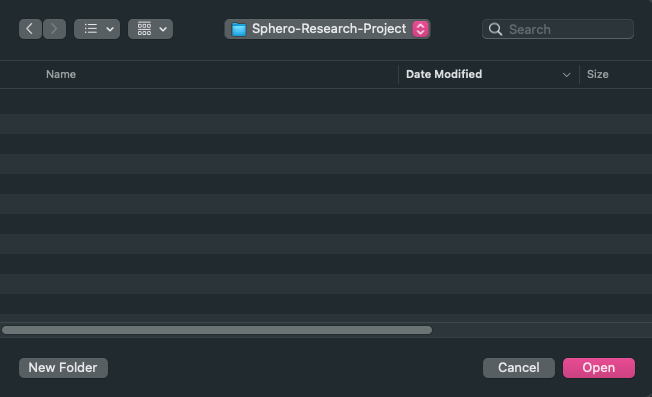 Sphero-Research-Project
Search
Name Date Modified Size
New Folder Cancel Open